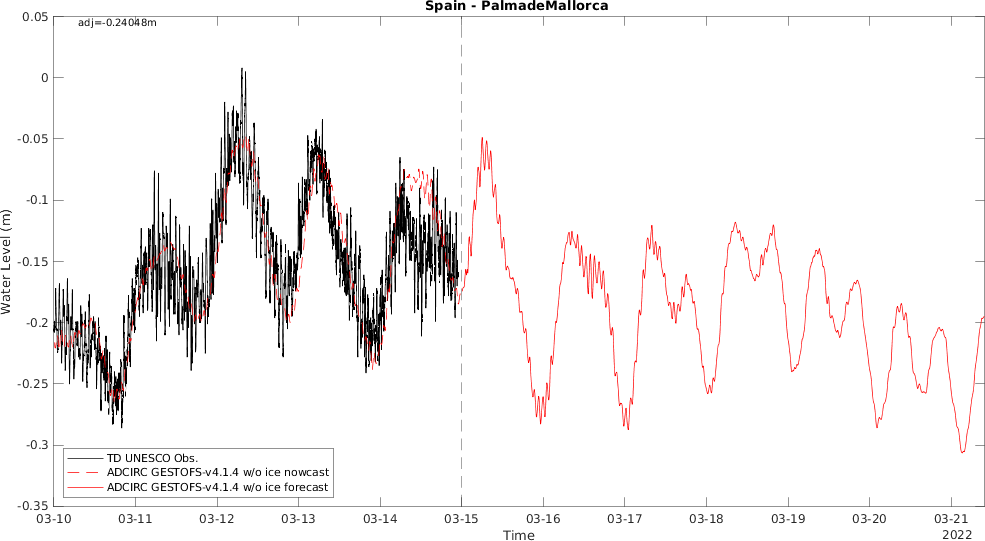 Spain - PalmadeMallorca
adj=-0.24048m
0.05
0
-0.05
-0.1
-0.15
-0.2
-0.25
-0.3
-0.35
Water Level (m)
TD UNESCO Obs.
ADCIRC GESTOFS-v4.1.4 w/o ice nowcast
ADCIRC GESTOFS-v4.1.4 w/o ice forecast
03-10 03-11 03-12 03-13 03-14 03-15 03-16 03-17 03-18 03-19 03-20 03-21
Time
2022